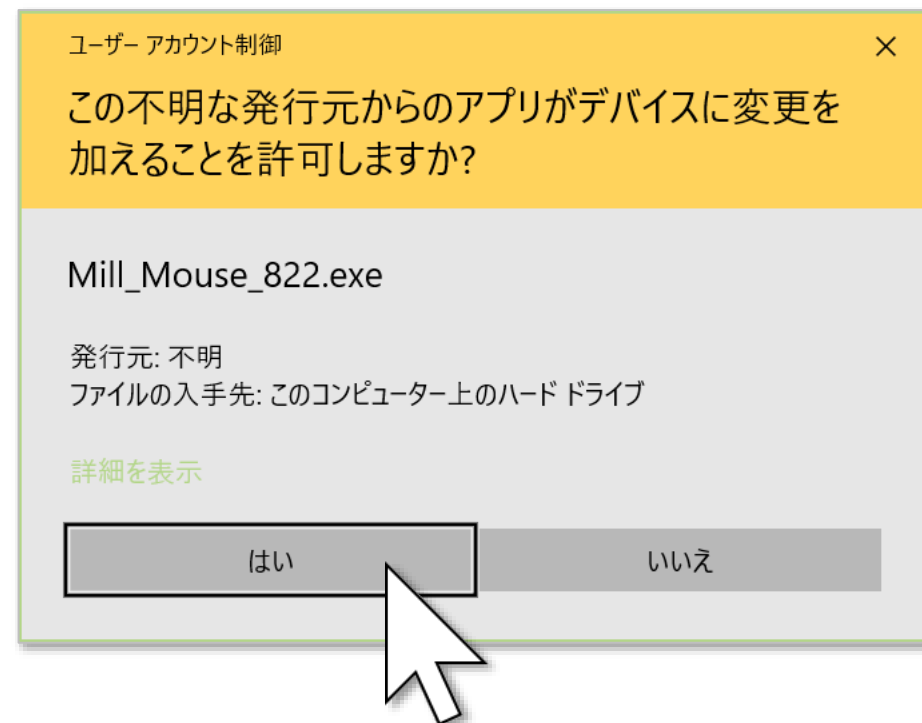 ユーザー アカウント制御
この不明な発行元からのアプリがデバイスに変更を
加えることを許可しますか?
Mill_Mouse_822.exe
発行元: 不明
ファイルの入手先: このコンピューター上のハード ドライブ
詳細を表示
はい
いいえ